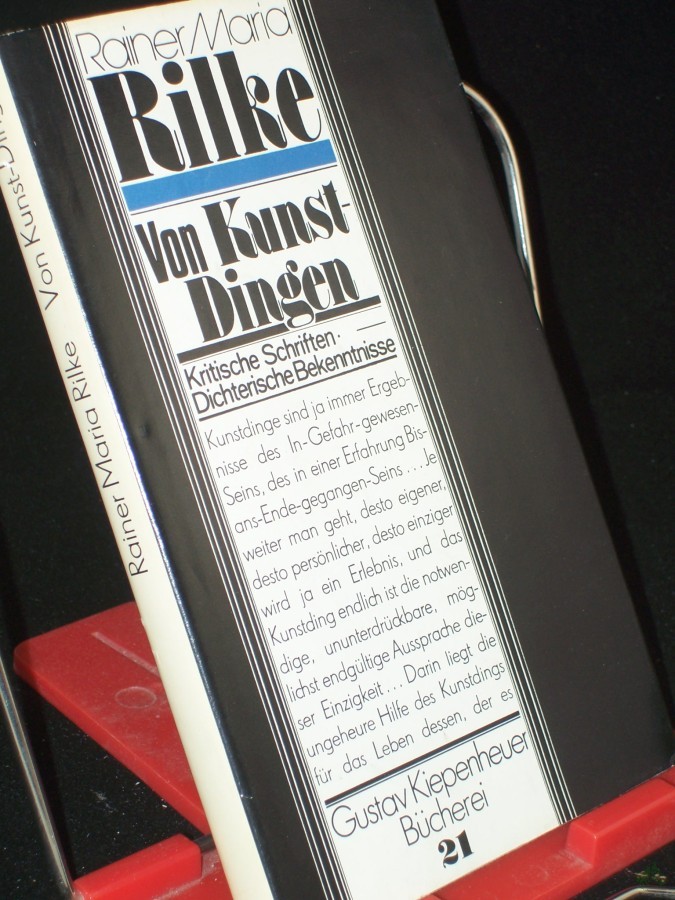 Rainer Maria
Rilke
Von Kunst-
Dingen
Kritische Schriften·
Dichterische Bekenntnisse
Kunstdinge sind ja immer Ergeb-
nisse des In-Gefahr-gewesen-
Seins, des in einer Erfahrung Bis-
ans-Ende-gegangen-Seins . . . Je
weiter man geht, desto eigener,
desto persönlicher, desto einziger
wird ja ein Erlebnis, und das
Kunstding endlich ist die notwen-
dige, ununterdrückbare, mög-
lichst endgültige Aussprache die-
ser Einzigkeit . . . Darin liegt die
ungeheure Hilfe des Kunstdings
für das Leben dessen, der es
Gustav Kiepenheuer
Bücherei
21
Rainer Maria Rilke Von Kunst-Ding